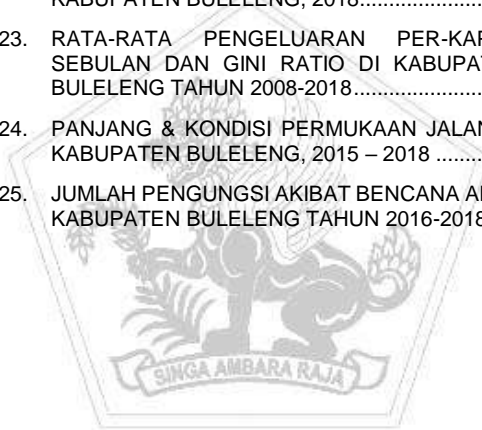 KABUPATEN BULELENG, 2018......................
23. RATA-RATA PENGELUARAN PER-KAP
SEBULAN DAN GINI RATIO DI KABUPAT
BULELENG TAHUN 2008-2018......................
24. PANJANG & KONDISI PERMUKAAN JALAN
KABUPATEN BULELENG, 2015 – 2018 ........
25. JUMLAH PENGUNGSI AKIBAT BENCANA AL
KABUPATEN BULELENG TAHUN 2016-2018
SINGA AMBARA RAJA